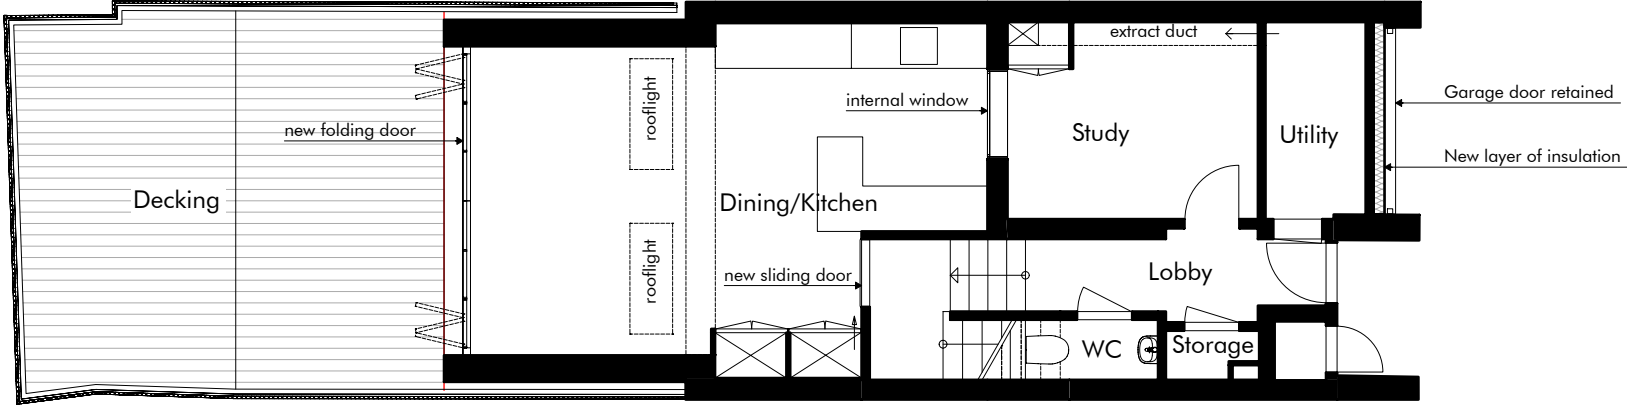 extract duct
Garage door retained
internal window
new folding door
rooflight
Study
Utility
New layer of insulation
Decking
Dining/Kitchen
rooflight
new sliding door
Lobby
WC
Storage